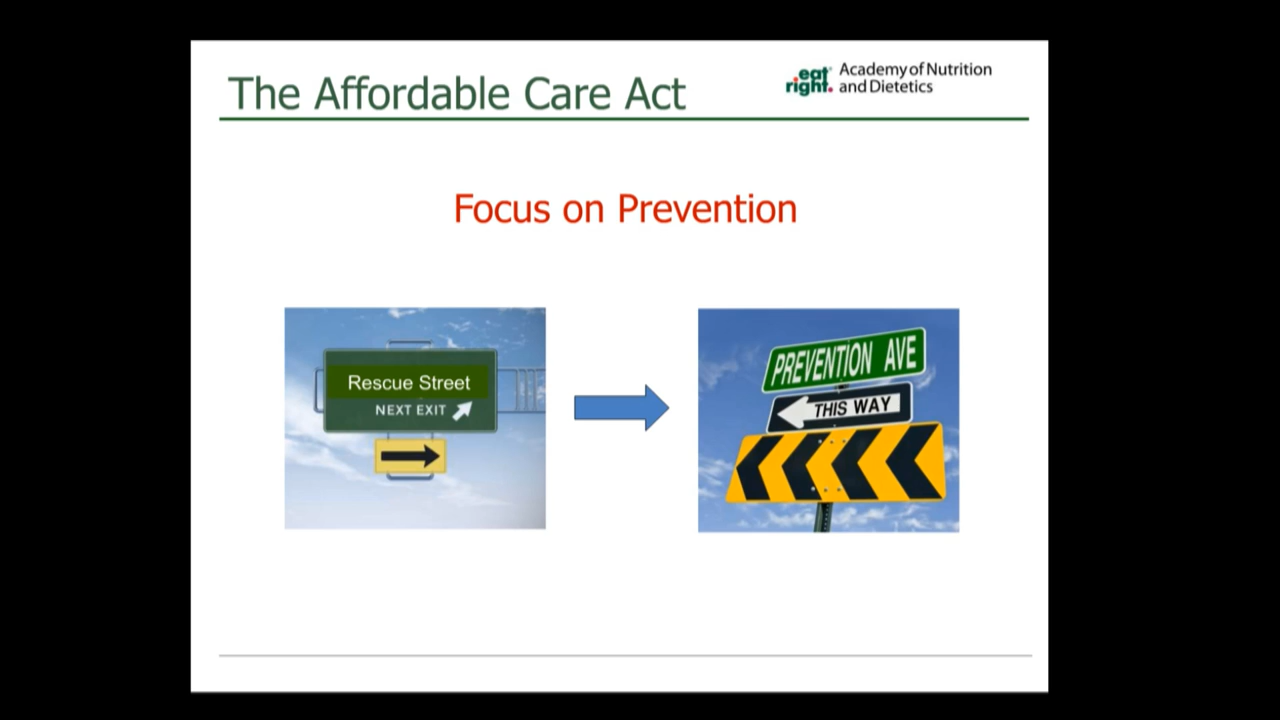 The Affordable Care Act
eat right. Academy of Nutrition
and Dietetics
Focus on Prevention
Rescue Street
NEXT EXIT
PREVENTION AVE
THIS WAY